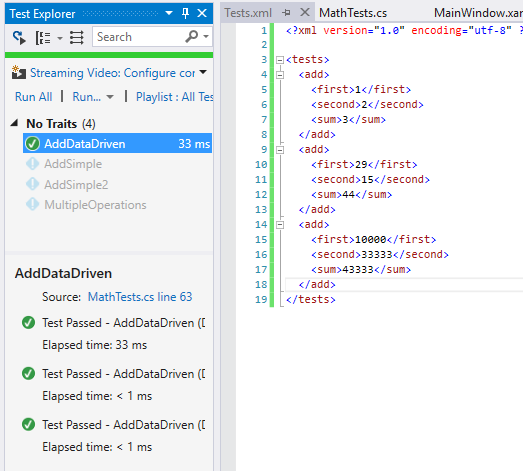 Test Explorer
Search
Streaming Video: Configure con
Run All | Run... | Playlist : All Tes
No Traits (4)
AddDataDriven 33 ms
AddSimple
AddSimple2
MultipleOperations
AddDataDriven
Source: MathTests.cs line 63
Test Passed - AddDataDriven (D
Elapsed time: 33 ms
Test Passed - AddDataDriven (D
Elapsed time: < 1 ms
Test Passed - AddDataDriven (D
Elapsed time: < 1 ms
Tests.xml MathTests.cs MainWindow.xar
1 <?xml version="1.0" encoding="utf-8" ?
2
3 <tests>
4 <add>
5 <first>1</first>
6 <second>2</second>
7 <sum>3</sum>
8 </add>
9 <add>
10 <first>29</first>
11 <second>15</second>
12 <sum>44</sum>
13 </add>
14 <add>
15 <first>10000</first>
16 <second>33333</second>
17 <sum>43333</sum>
18 </add>
19 </tests>